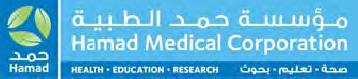 مؤسسة حمد الطبية
Hamad Medical Corporation
حمد
Hamad
HEALTH • EDUCATION • RESEARCH
صحة • تعليم • بحوث